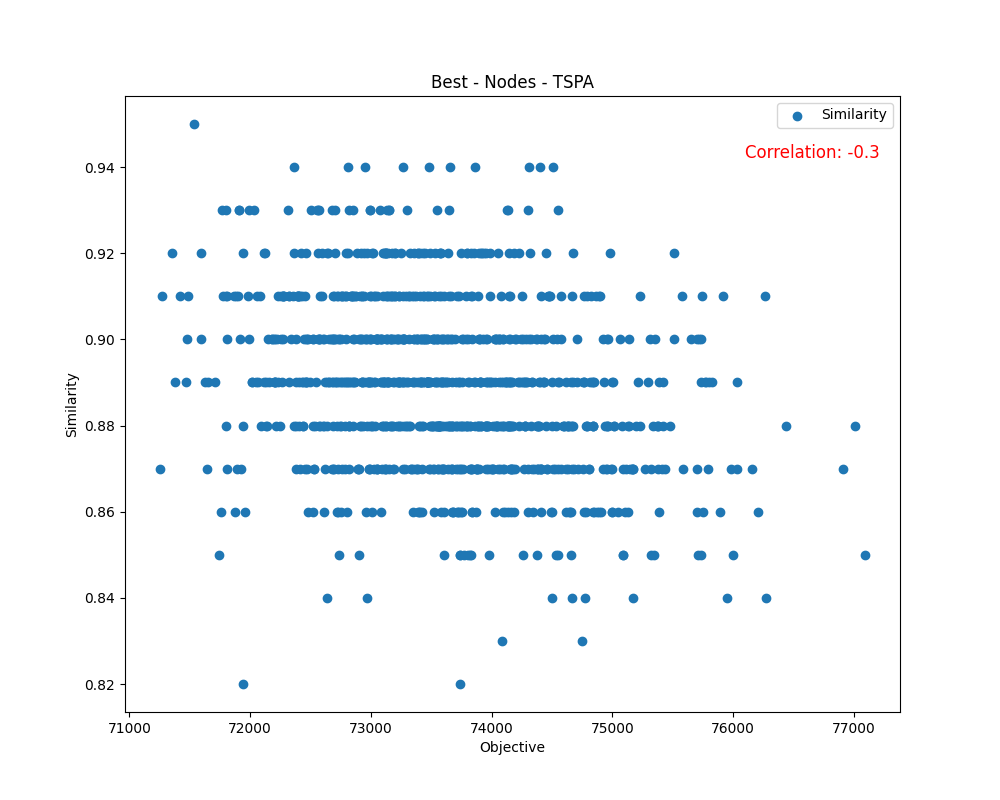 Best - Nodes - TSPA
Similarity
Correlation: -0.3
0.94
0.92
0.90
0.88
0.86
0.84
0.82
Similarity
71000 72000 73000 74000 75000 76000 77000
Objective